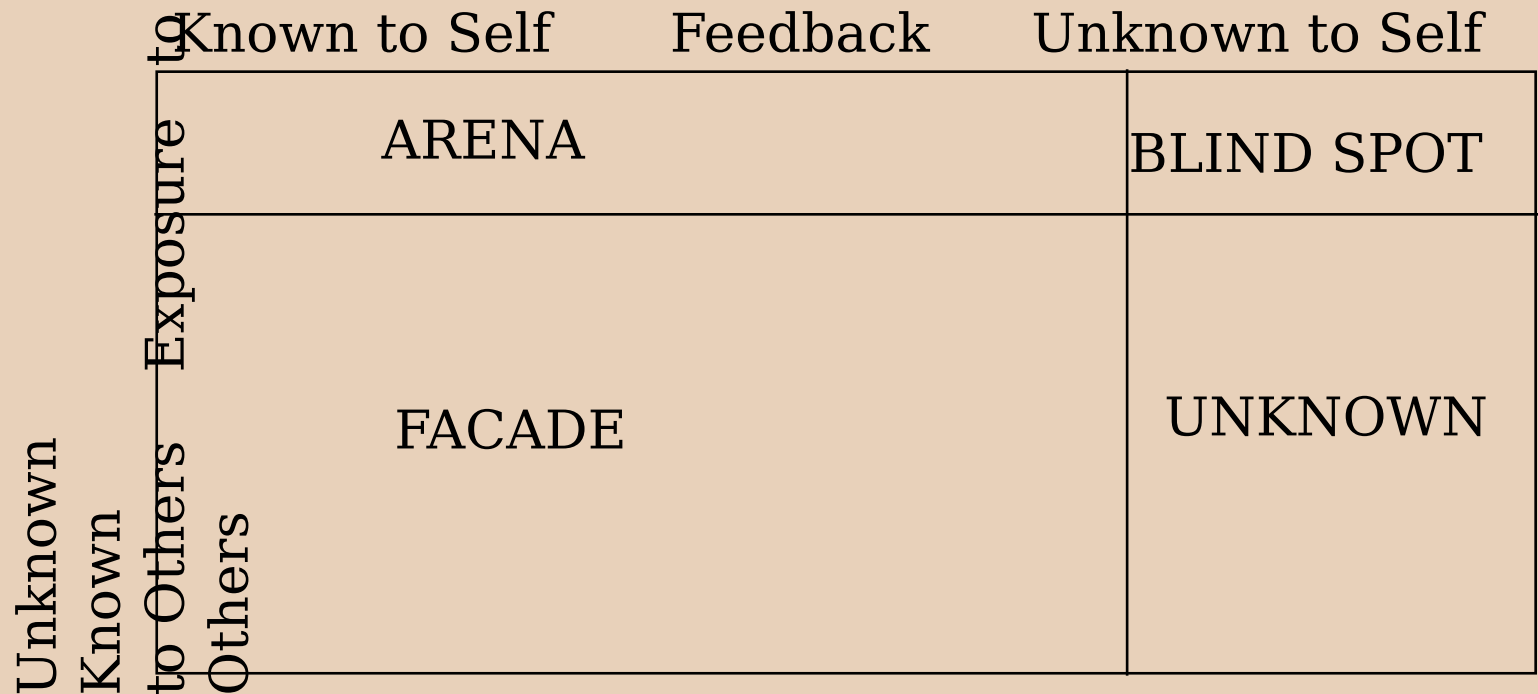 Known to Self Feedback Unknown to Self
ARENA
BLIND SPOT
FACADE
UNKNOWN
Unknown
Known
to Others Exposure to
Others